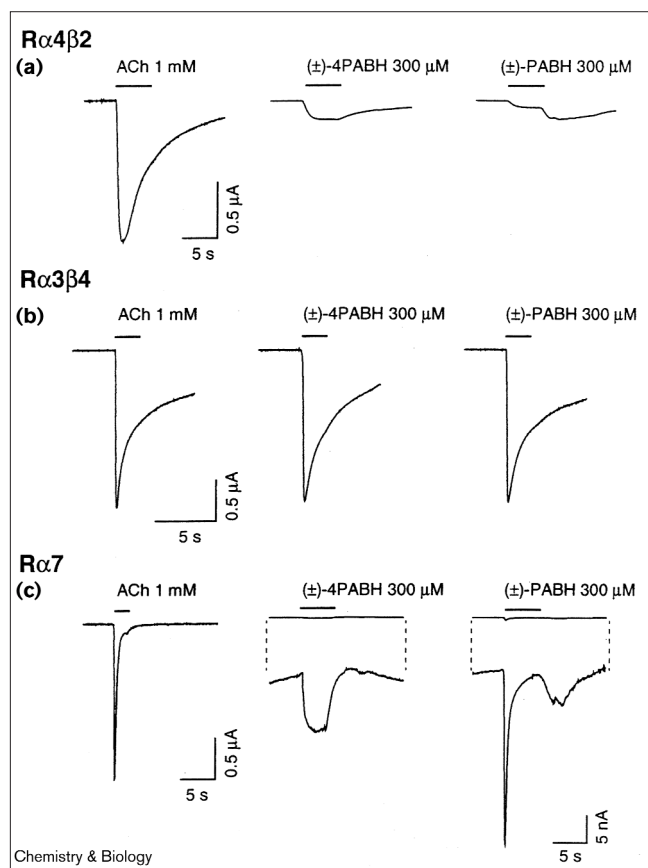 Rα4β2
(a)
ACh 1 mM
(±)-4PABH 300 μM
(±)-PABH 300 μM
0.5 μA
5 s
Rα3β4
(b)
ACh 1 mM
(±)-4PABH 300 μM
(±)-PABH 300 μM
0.5 μA
5 s
Rα7
(c)
ACh 1 mM
(±)-4PABH 300 μM
(±)-PABH 300 μM
0.5 μA
5 s
5 nA
5 s
Chemistry & Biology